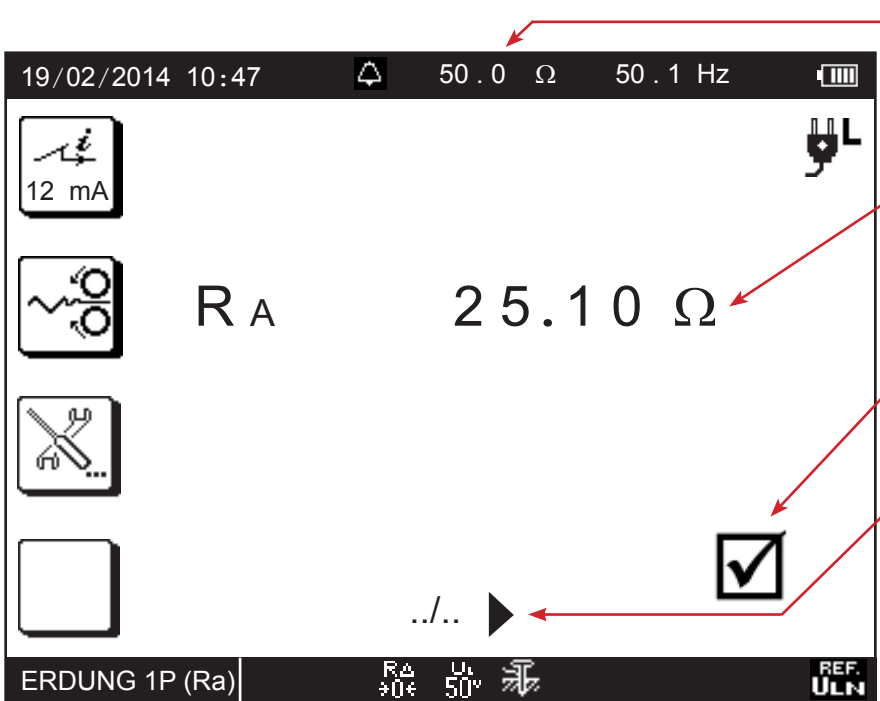 19/02/2014 10:47 50.0 Ω 50.1 Hz
L
i
12 mA
RA 25.10 Ω
...
../..
ERDUNG 1P (Ra) RΔ →0← UL 50V REF. ULN